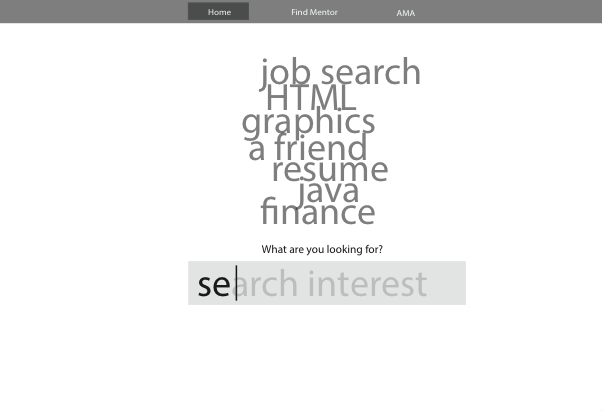 Home Find Mentor AMA
job search
HTML
graphics
a friend
resume
java
finance
What are you looking for?
search interest